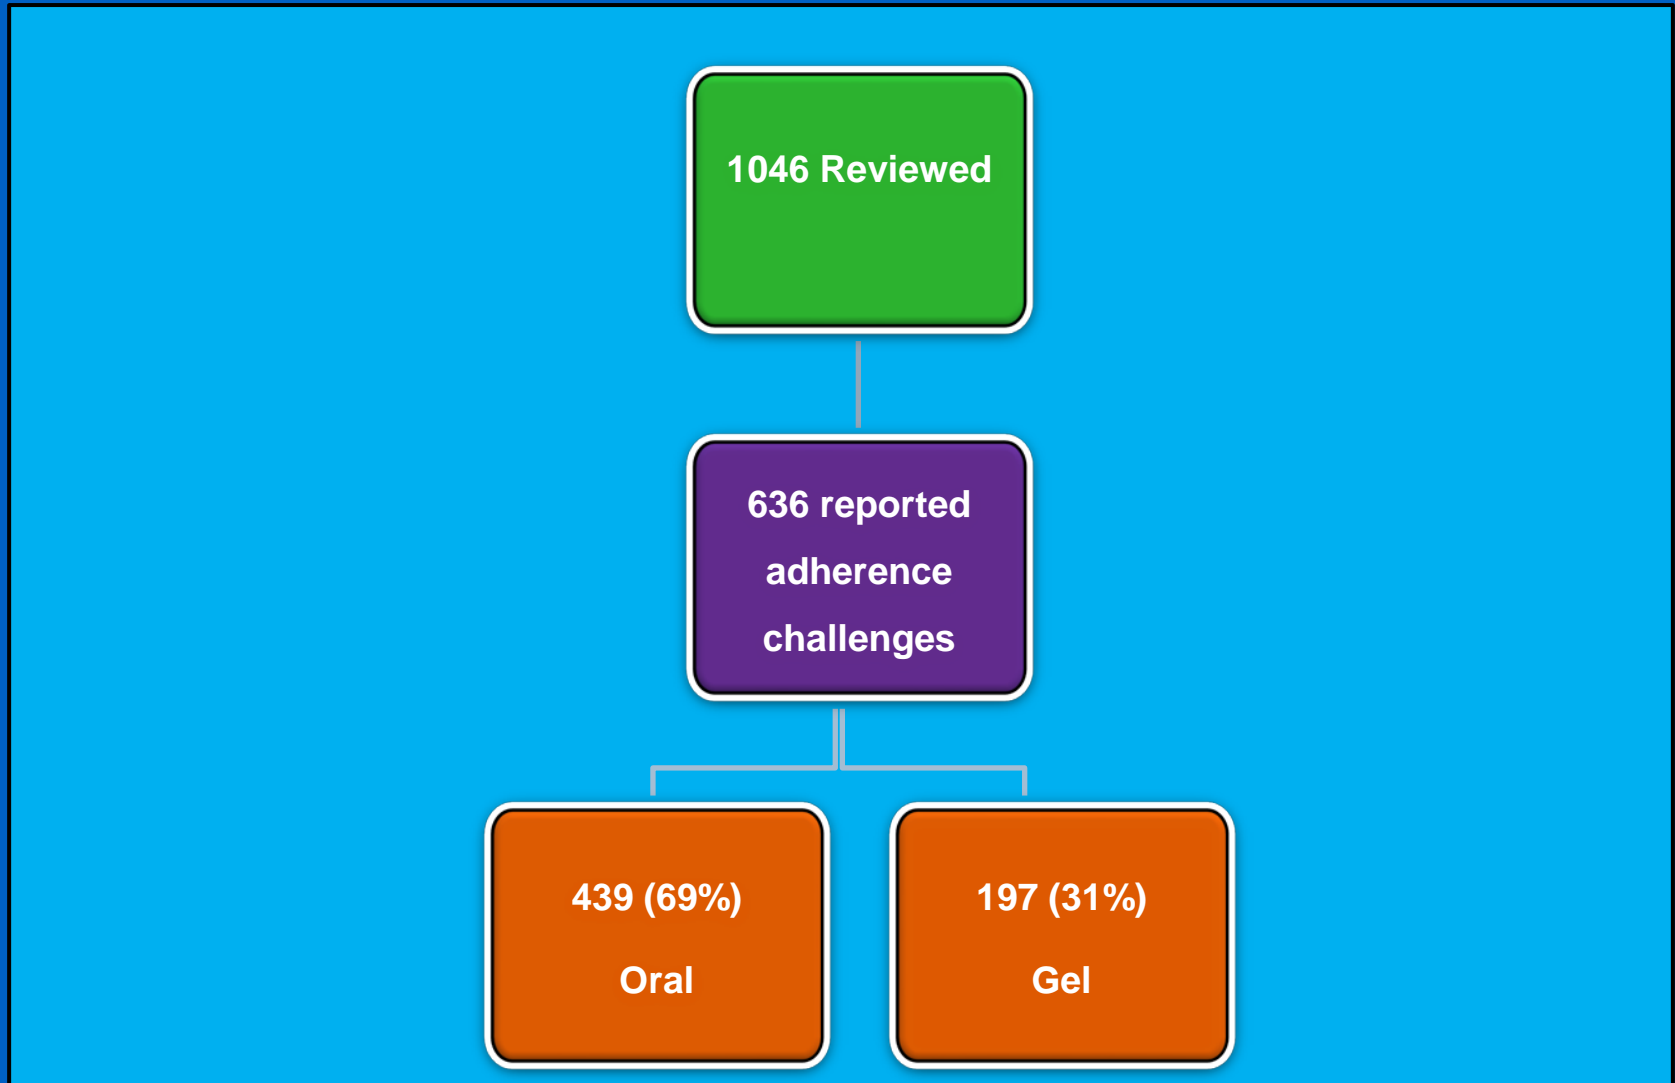 1046 Reviewed
636 reported
adherence
challenges
439 (69%)
Oral
197 (31%)
Gel